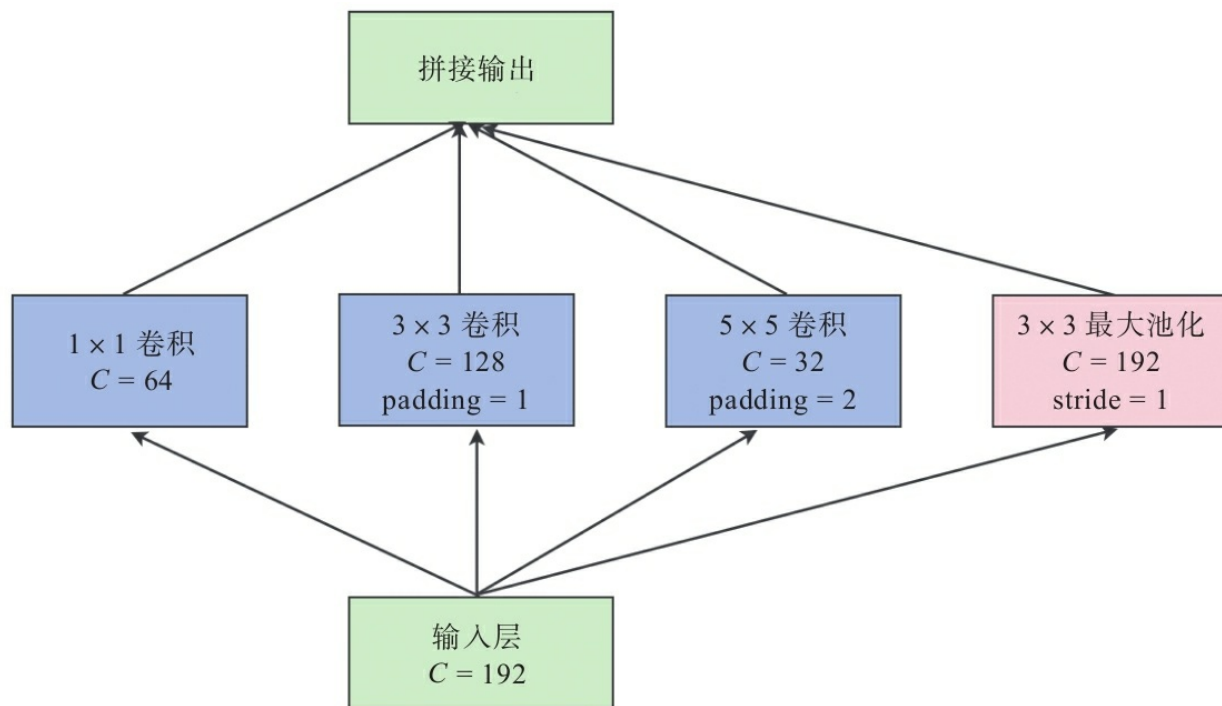 拼接输出
1 × 1 卷积
C = 64
3 × 3 卷积
C = 128
padding = 1
5 × 5 卷积
C = 32
padding = 2
3 × 3 最大池化
C = 192
stride = 1
输入层
C = 192